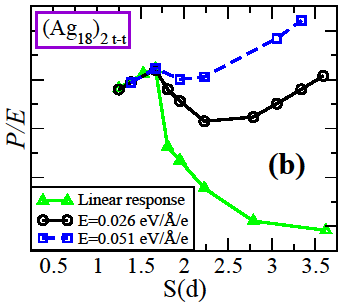 (Ag18)2 t-t
P/E
(b)
Linear response
E=0.026 eV/Å/e
E=0.051 eV/Å/e
0.5 1 1.5 2 2.5 3 3.5
S(d)